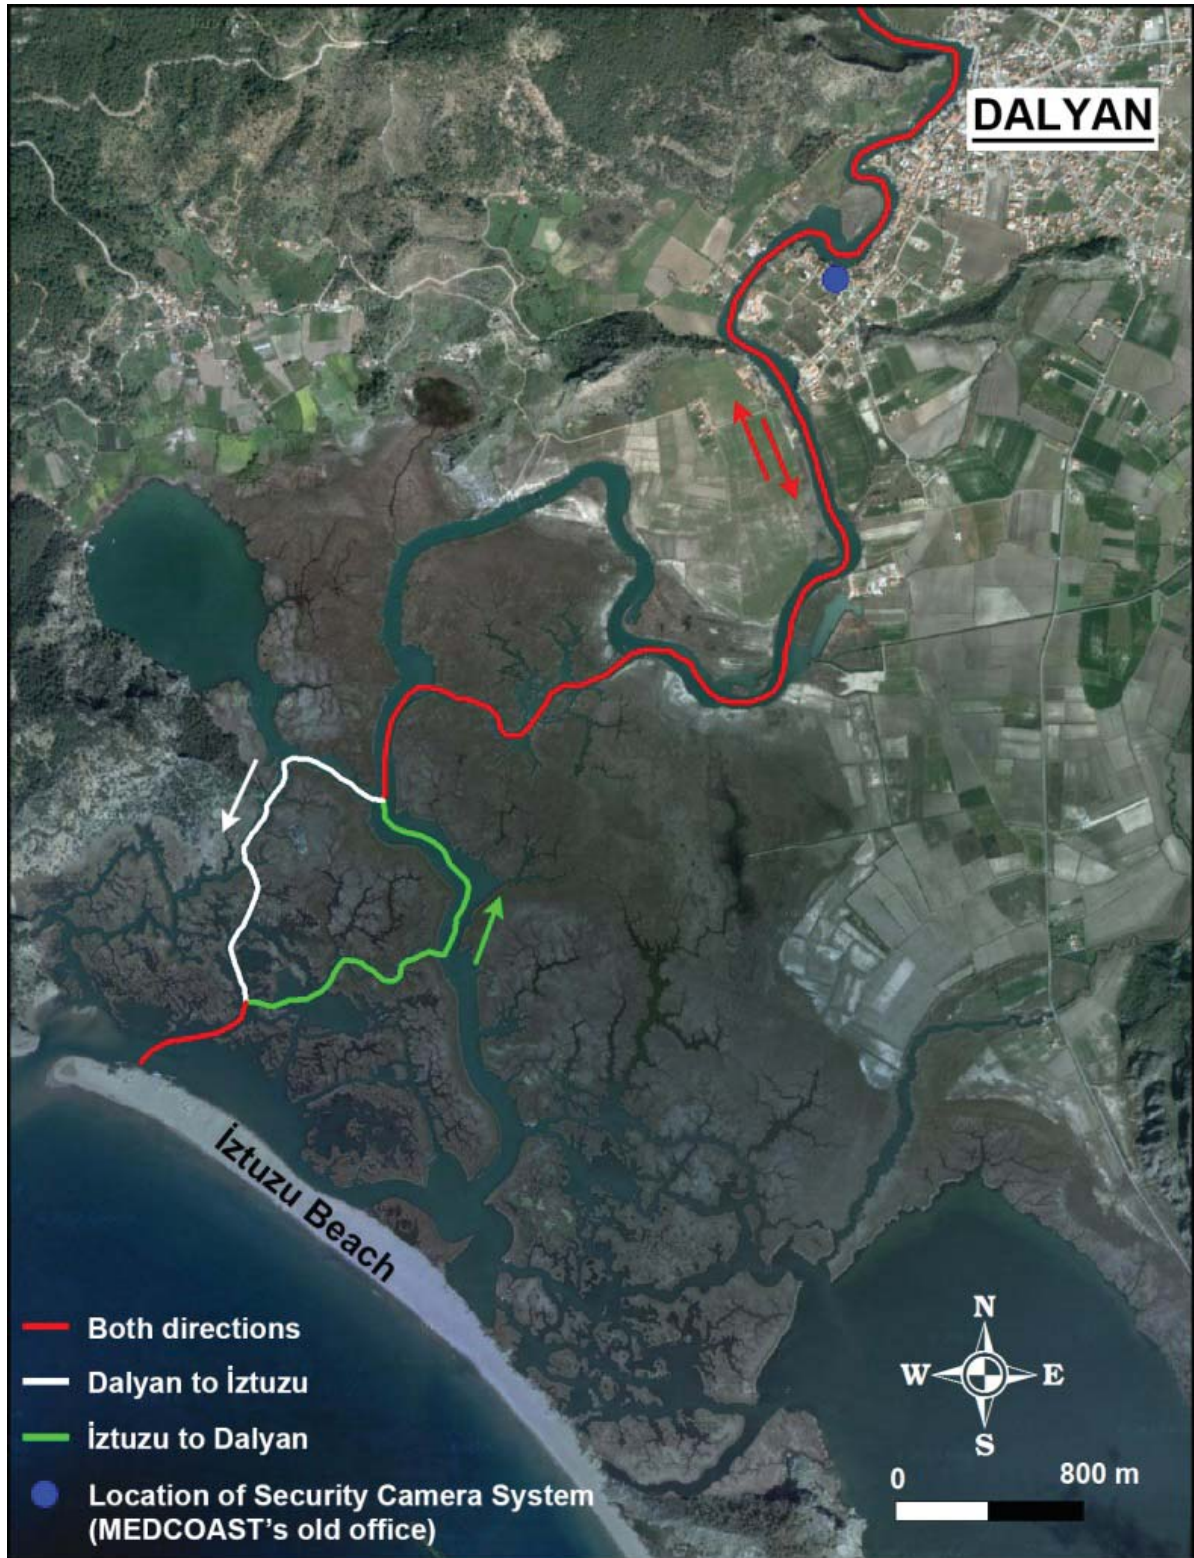 DALYAN
İztuzu Beach
Both directions
Dalyan to İztuzu
İztuzu to Dalyan
Location of Security Camera System
(MEDCOAST's old office)
N
W E
S
0 800 m